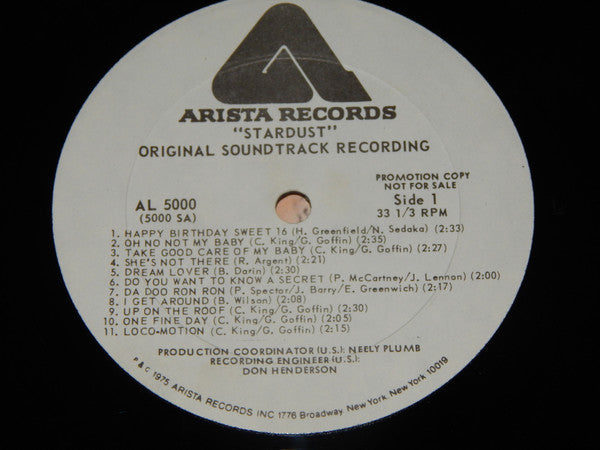 ARISTA RECORDS
"STARDUST"
ORIGINAL SOUNDTRACK RECORDING
PROMOTION COPY
NOT FOR SALE
AL 5000
(5000 SA)
Side 1
33 1/3 RPM
1. HAPPY BIRTHDAY SWEET 16 (H. Greenfield/N. Sedaka) (2:33)
2. OH NO NOT MY BABY (C. King/G. Goffin) (2:35)
3. TAKE GOOD CARE OF MY BABY (C. King/G. Goffin) (2:27)
4. SHE'S NOT THERE (R. Argent) (2:21)
5. DREAM LOVER (B. Darin) (2:30)
6. DO YOU WANT TO KNOW A SECRET (P. McCartney/J. Lennon) (2:00)
7. DA DOO RON RON (P. Spector/J. Barry/E. Greenwich) (2:17)
8. I GET AROUND (B. Wilson) (2:08)
9. UP ON THE ROOF (C. King/G. Goffin) (2:30)
10. ONE FINE DAY (C. King/G. Goffin) (2:05)
11. LOCO-MOTION (C. King/G. Goffin) (2:15)
PRODUCTION COORDINATOR (U.S.): NEELY PLUMB
RECORDING ENGINEER (U.S.):
DON HENDERSON
P & C 1975 ARISTA RECORDS INC 1776 Broadway, New York, New York 10019